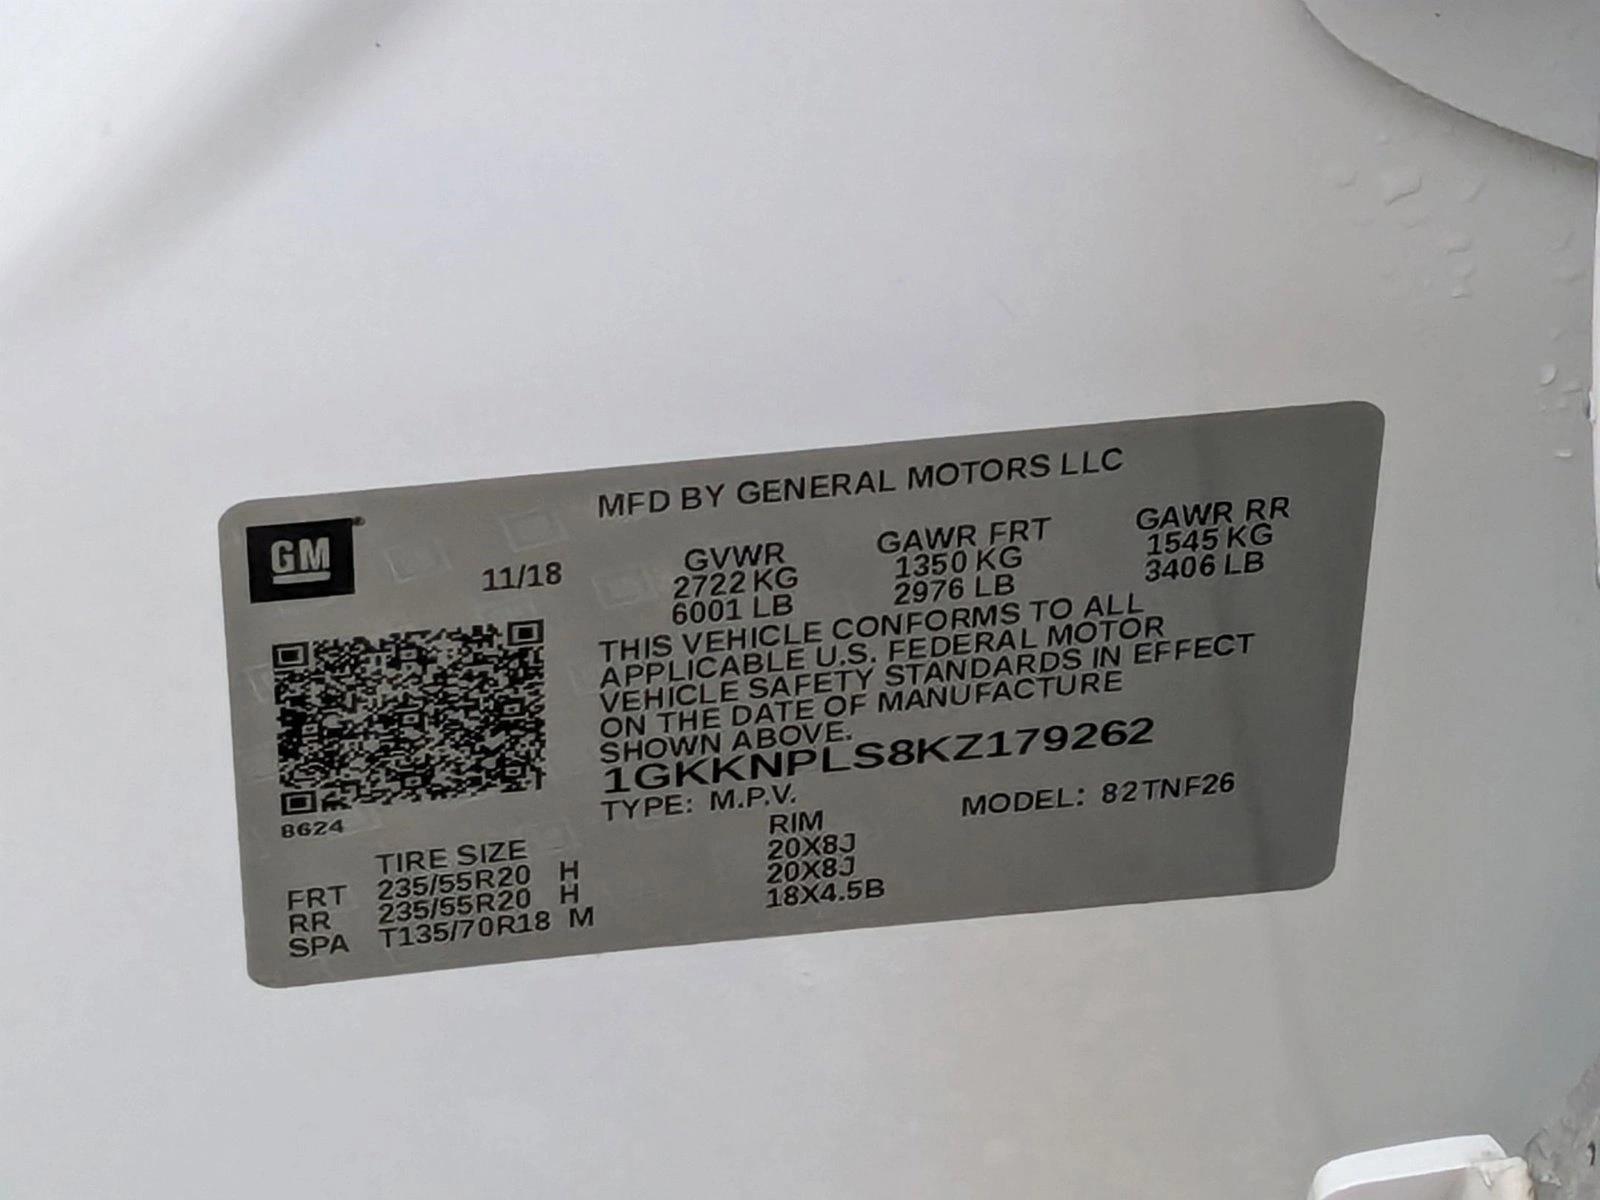 MFD BY GENERAL MOTORS LLC
GM
11/18
GVWR GAWR FRT GAWR RR
2722 KG 1350 KG 1545 KG
6001 LB 2976 LB 3406 LB
THIS VEHICLE CONFORMS TO ALL
APPLICABLE U.S. FEDERAL MOTOR
VEHICLE SAFETY STANDARDS IN EFFECT
ON THE DATE OF MANUFACTURE
SHOWN ABOVE.
1GKKNPLS8KZ179262
TYPE: M.P.V. MODEL: 82TNF26
8624
TIRE SIZE RIM
FRT 235/55R20 H 20X8J
RR 235/55R20 H 20X8J
SPA T135/70R18 M 18X4.5B